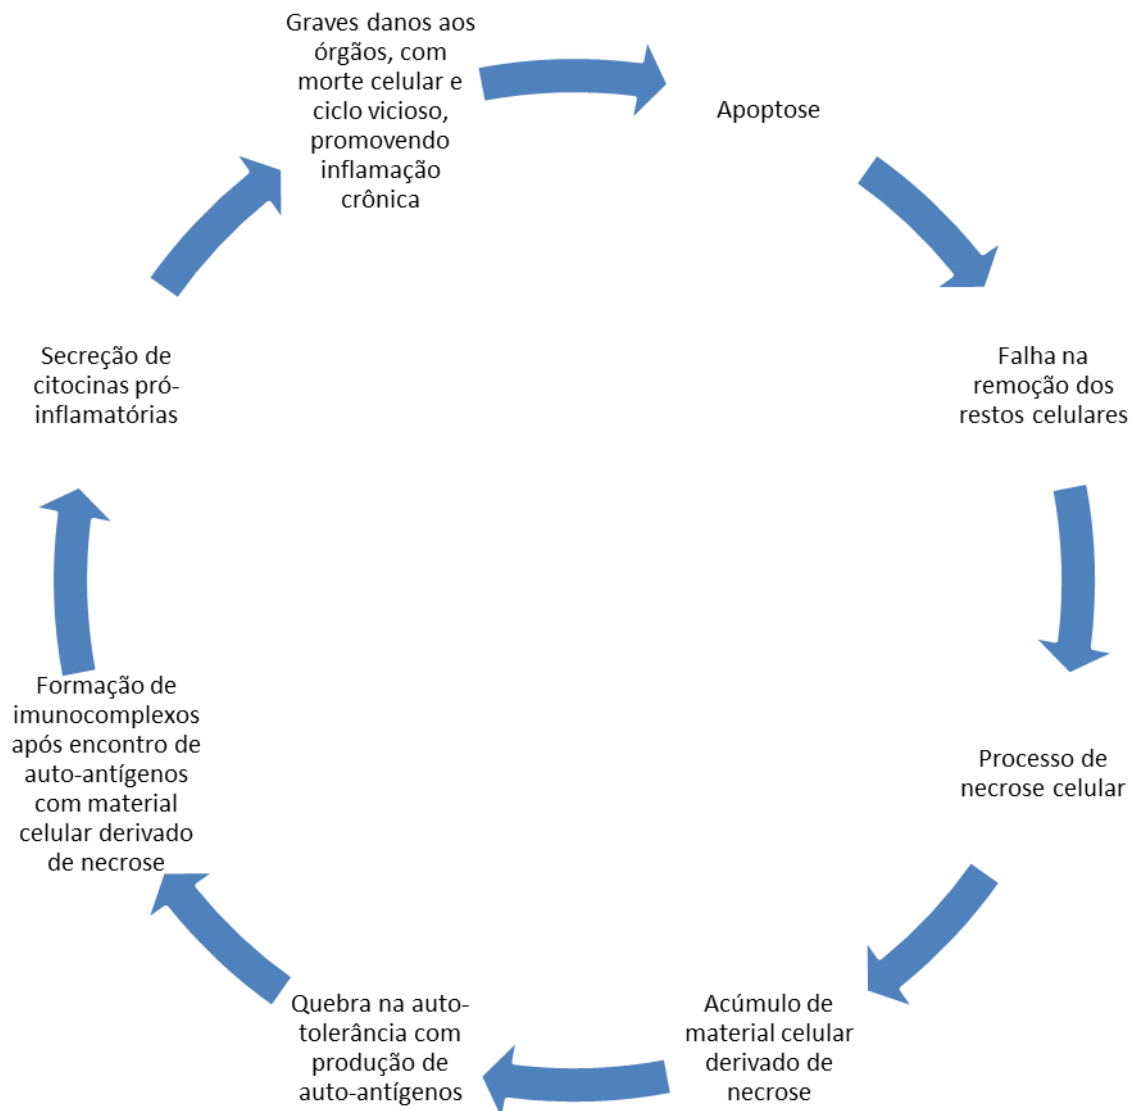 Graves danos aos
órgãos, com
morte celular e
ciclo vicioso,
promovendo
inflamação
crônica
Apoptose
Falha na
remoção dos
restos celulares
Processo de
necrose celular
Acúmulo de
material celular
derivado de
necrose
Quebra na auto-
tolerância com
produção de
auto-antígenos
Formação de
imunocomplexos
após encontro de
auto-antígenos
com material
celular derivado
de necrose
Secreção de
citocinas pró-
inflamatórias